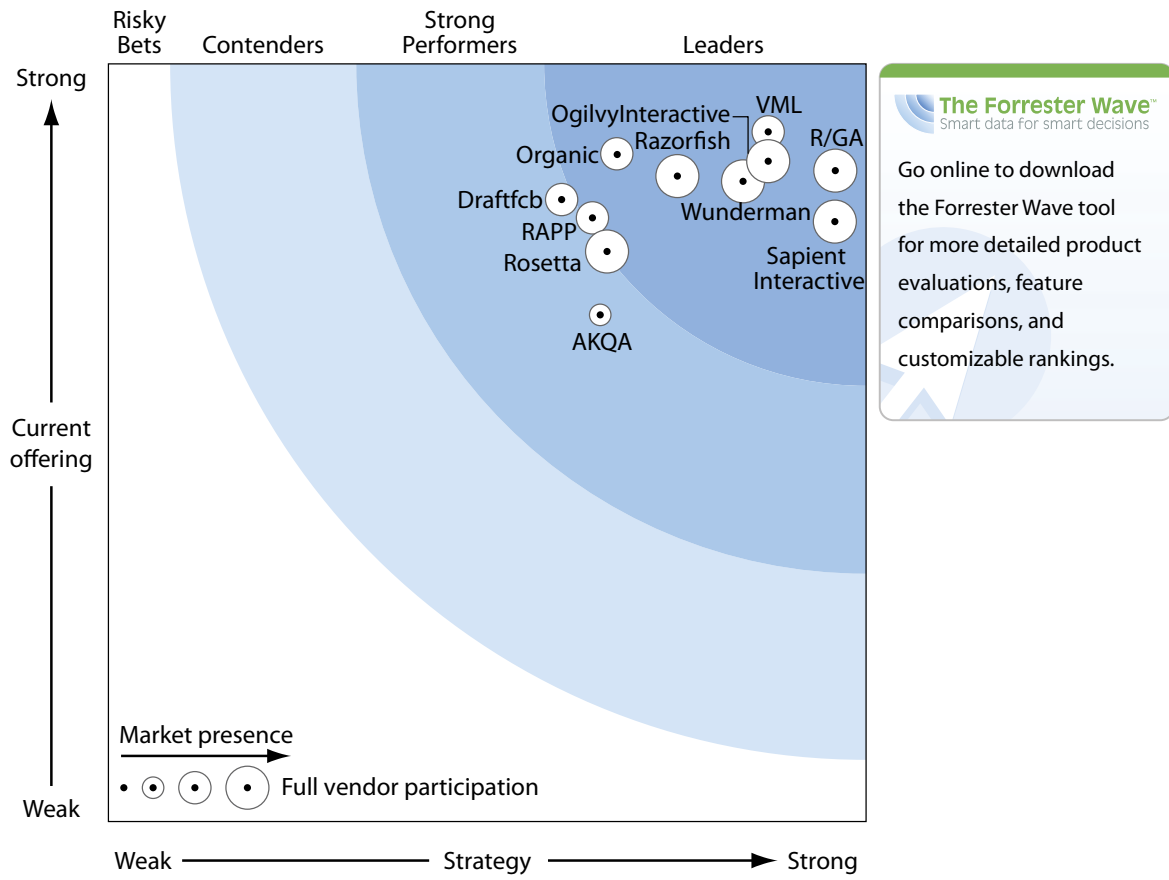 Risky
Bets
Contenders
Strong
Performers
Leaders
Strong
Current
offering
Weak
VML
OgilvyInteractive
Razorfish
R/GA
Organic
Draftfcb
RAPP
Wunderman
Rosetta
Sapient
Interactive
AKQA
Market presence
Full vendor participation
Weak
Strategy
Strong
The Forrester Wave™
Smart data for smart decisions
Go online to download
the Forrester Wave tool
for more detailed product
evaluations, feature
comparisons, and
customizable rankings.